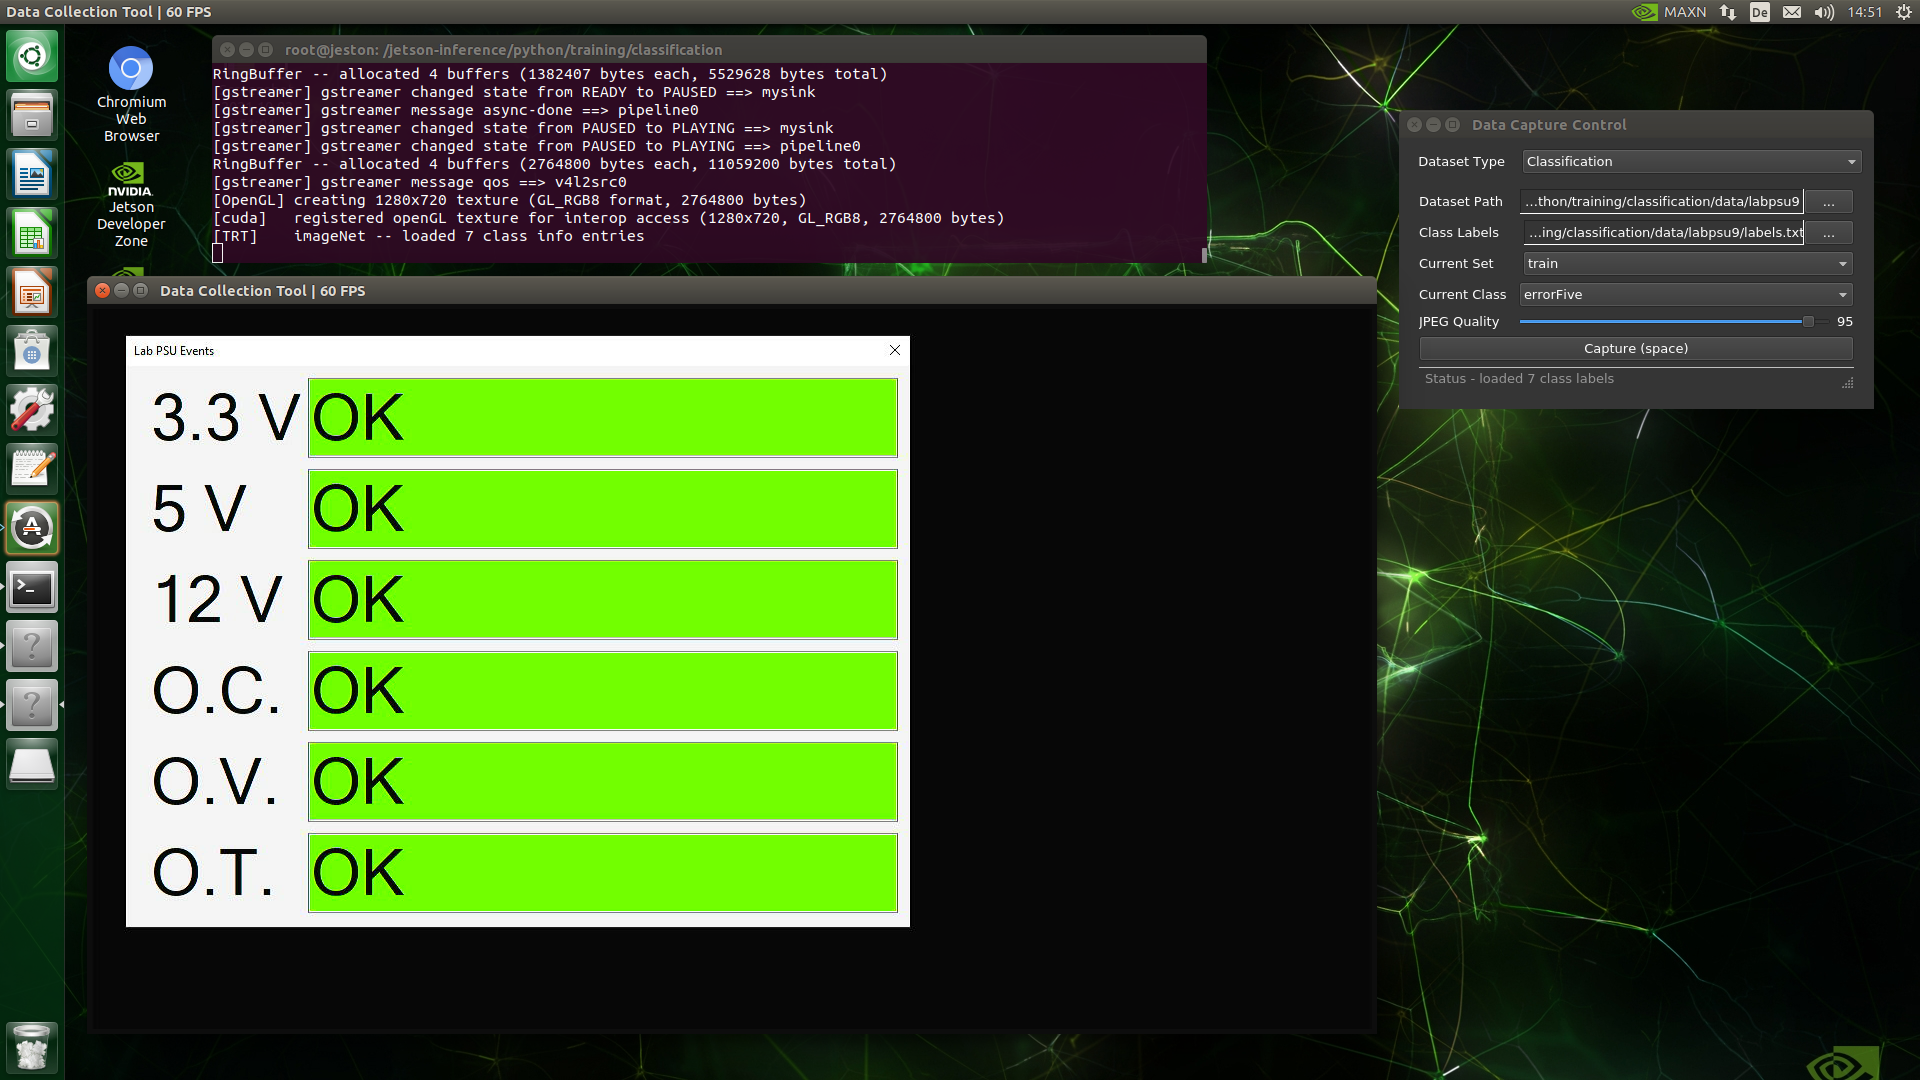 Data Collection Tool | 60 FPS
MAXN
De
14:51
Chromium
Web
Browser
NVIDIA.
Jetson
Developer
Zone
root@jeston: /jetson-inference/python/training/classification
RingBuffer -- allocated 4 buffers (1382407 bytes each, 5529628 bytes total)
[gstreamer] gstreamer changed state from READY to PAUSED ==> mysink
[gstreamer] gstreamer message async-done ==> pipeline0
[gstreamer] gstreamer changed state from PAUSED to PLAYING ==> mysink
[gstreamer] gstreamer changed state from PAUSED to PLAYING ==> pipeline0
RingBuffer -- allocated 4 buffers (2764800 bytes each, 11059200 bytes total)
[gstreamer] gstreamer message qos ==> v4l2src0
[OpenGL] creating 1280x720 texture (GL_RGB8 format, 2764800 bytes)
[cuda]   registered openGL texture for interop access (1280x720, GL_RGB8, 2764800 bytes)
[TRT]    imageNet -- loaded 7 class info entries
Data Capture Control
Dataset Type Classification
Dataset Path ...thon/training/classification/data/labpsu9 ...
Class Labels ...ing/classification/data/labpsu9/labels.txt ...
Current Set train
Current Class errorFive
JPEG Quality 95
Capture (space)
Status - loaded 7 class labels
Data Collection Tool | 60 FPS
Lab PSU Events
3.3 V OK
5 V OK
12 V OK
O.C. OK
O.V. OK
O.T. OK